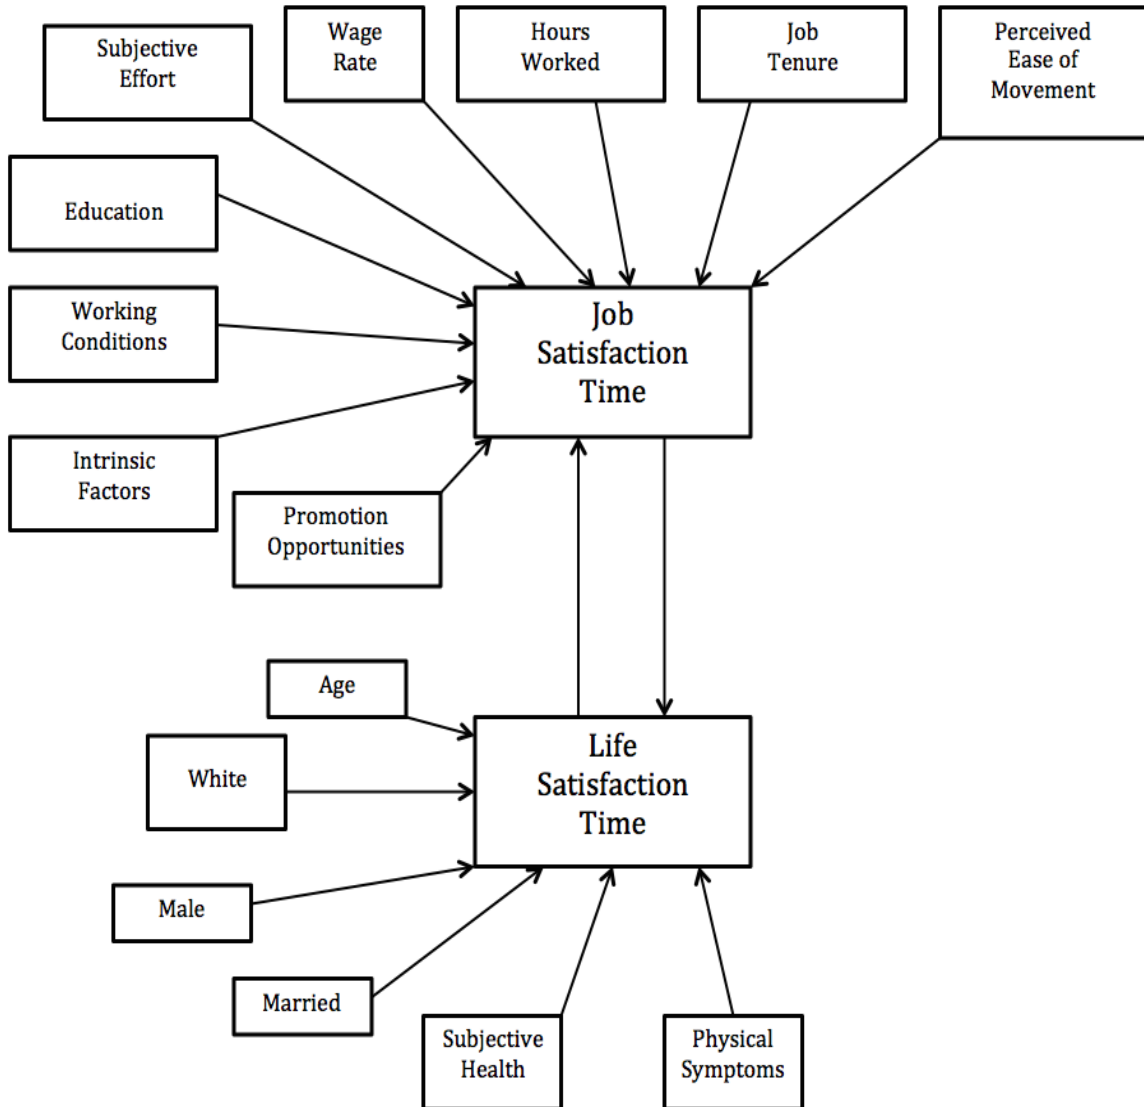 Subjective
Effort
Wage
Rate
Hours
Worked
Job
Tenure
Perceived
Ease of
Movement
Education
Working
Conditions
Intrinsic
Factors
Promotion
Opportunities
Job
Satisfaction
Time
Age
White
Male
Married
Subjective
Health
Physical
Symptoms
Life
Satisfaction
Time